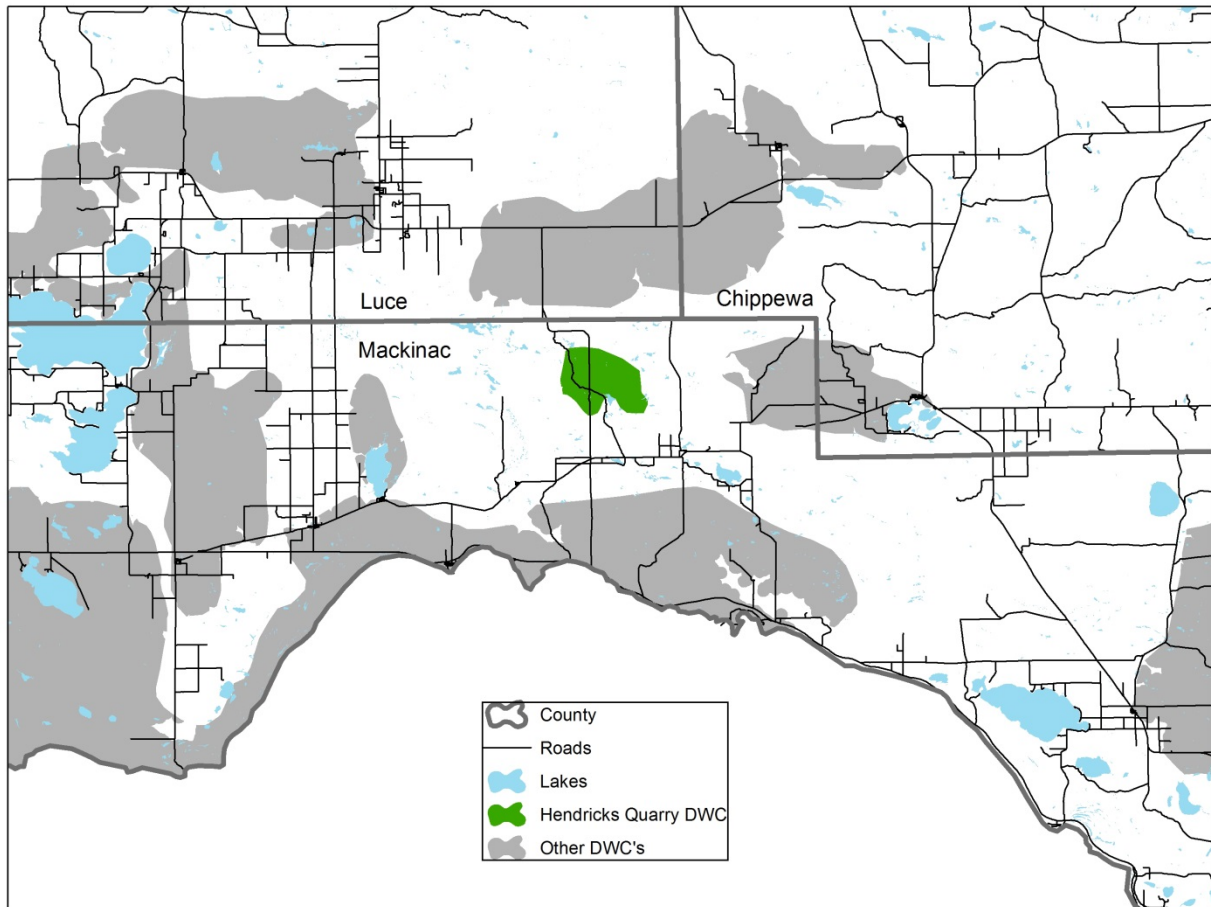 Luce
Chippewa
Mackinac
County
Roads
Lakes
Hendricks Quarry DWC
Other DWC's